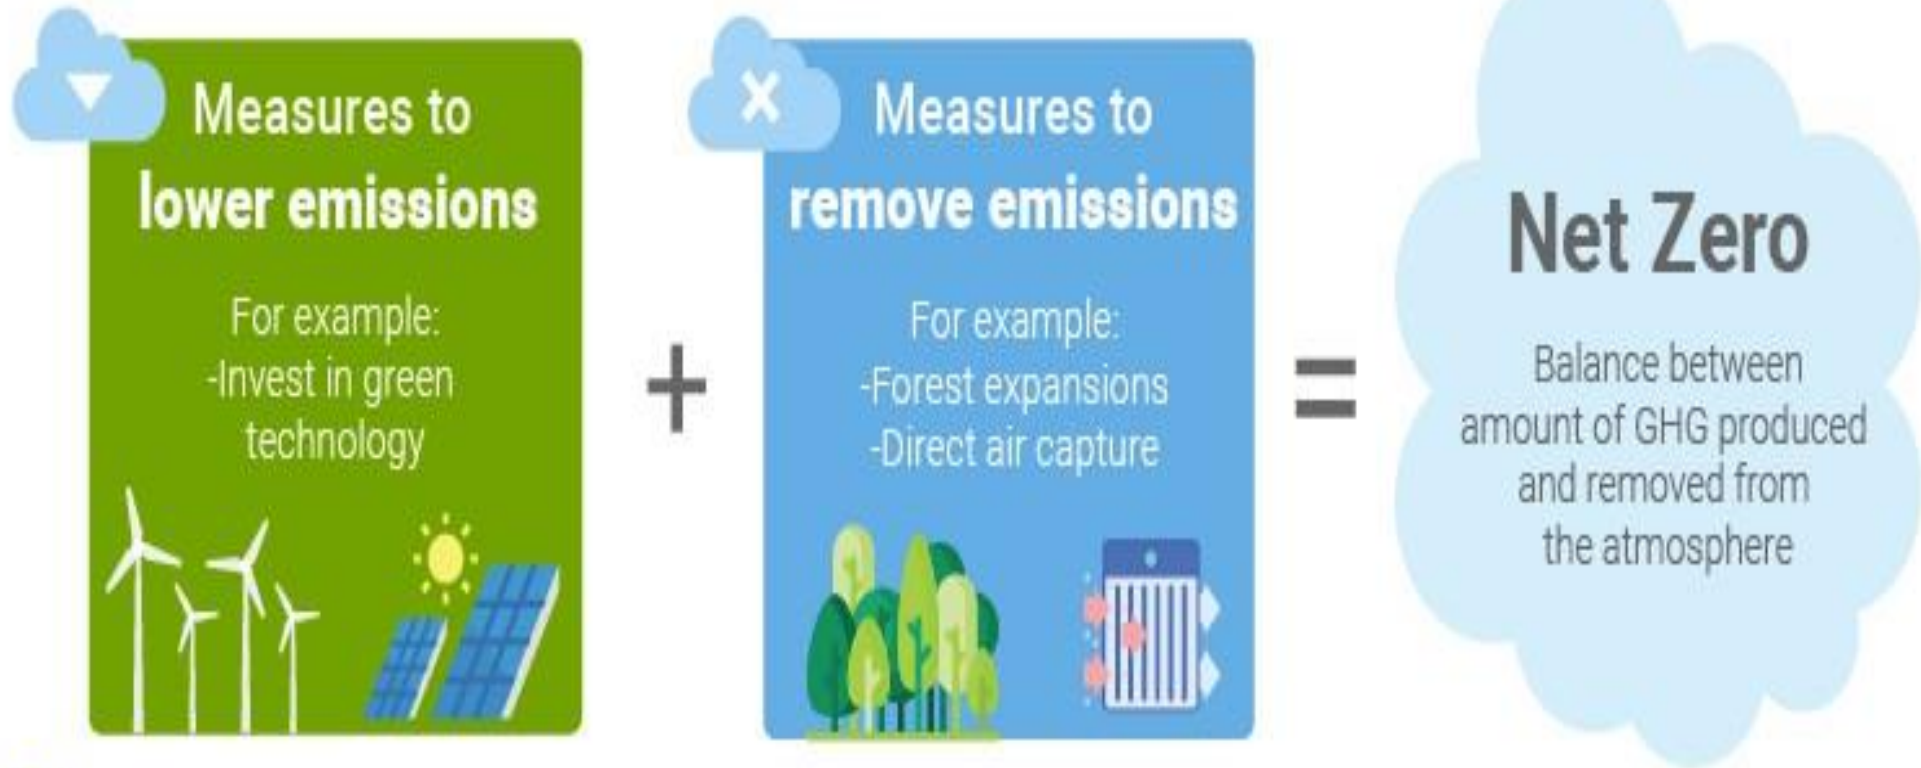 Measures to
lower emissions
For example:
-Invest in green
technology
+
Measures to
remove emissions
For example:
-Forest expansions
-Direct air capture
=
Net Zero
Balance between
amount of GHG produced
and removed from
the atmosphere